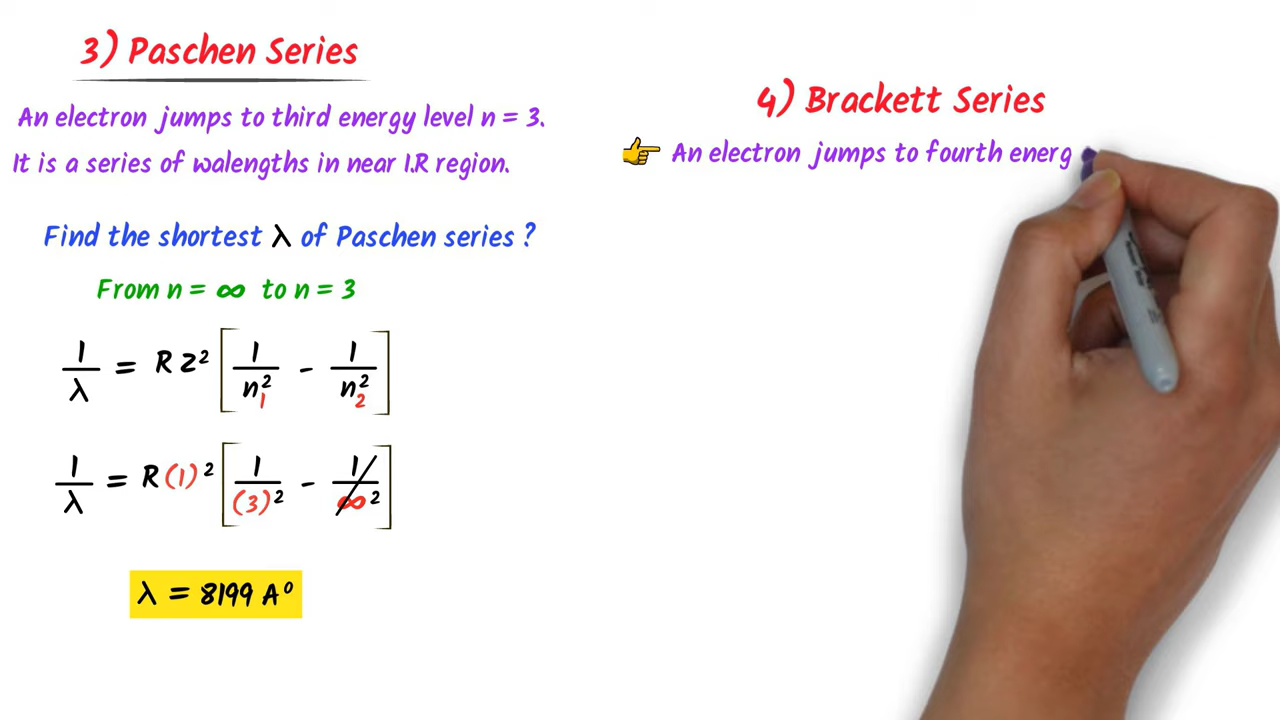 3) Paschen Series
An electron jumps to third energy level n = 3.
It is a series of walengths in near I.R region.
Find the shortest λ of Paschen series ?
From n = ∞ to n = 3
1/λ = R Z² [ 1/n₁² - 1/n₂² ]
1/λ = R (1)² [ 1/(3)² - 1/∞² ]
λ = 8199 A⁰
4) Brackett Series
An electron jumps to fourth energ